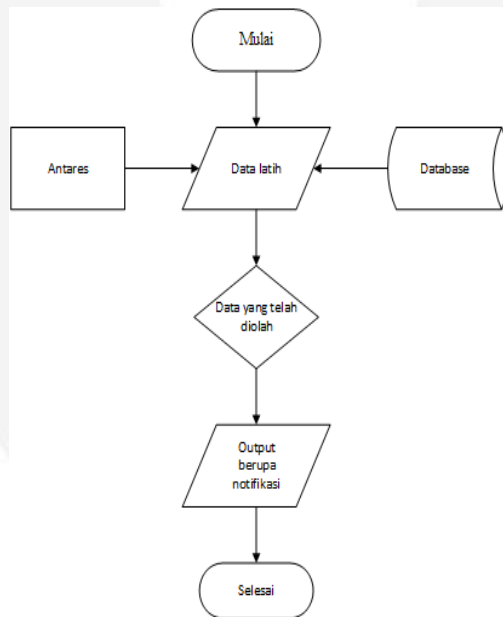 Mulai
Antares
Data latih
Database
Data yang telah
diolah
Output
berupa
notifikasi
Selesai